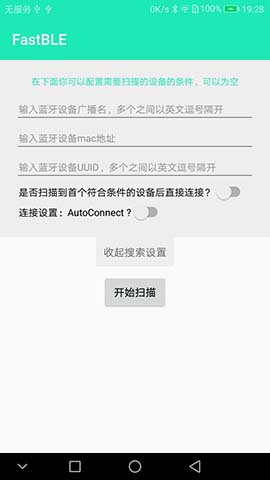 无服务 0K/s 100% 19:28
FastBLE
在下面你可以配置需要扫描的设备的条件，可以为空
输入蓝牙设备广播名，多个之间以英文逗号隔开
输入蓝牙设备mac地址
输入蓝牙设备UUID，多个之间以英文逗号隔开
是否扫描到首个符合条件的设备后直接连接？
连接设置：AutoConnect ?
收起搜索设置
开始扫描